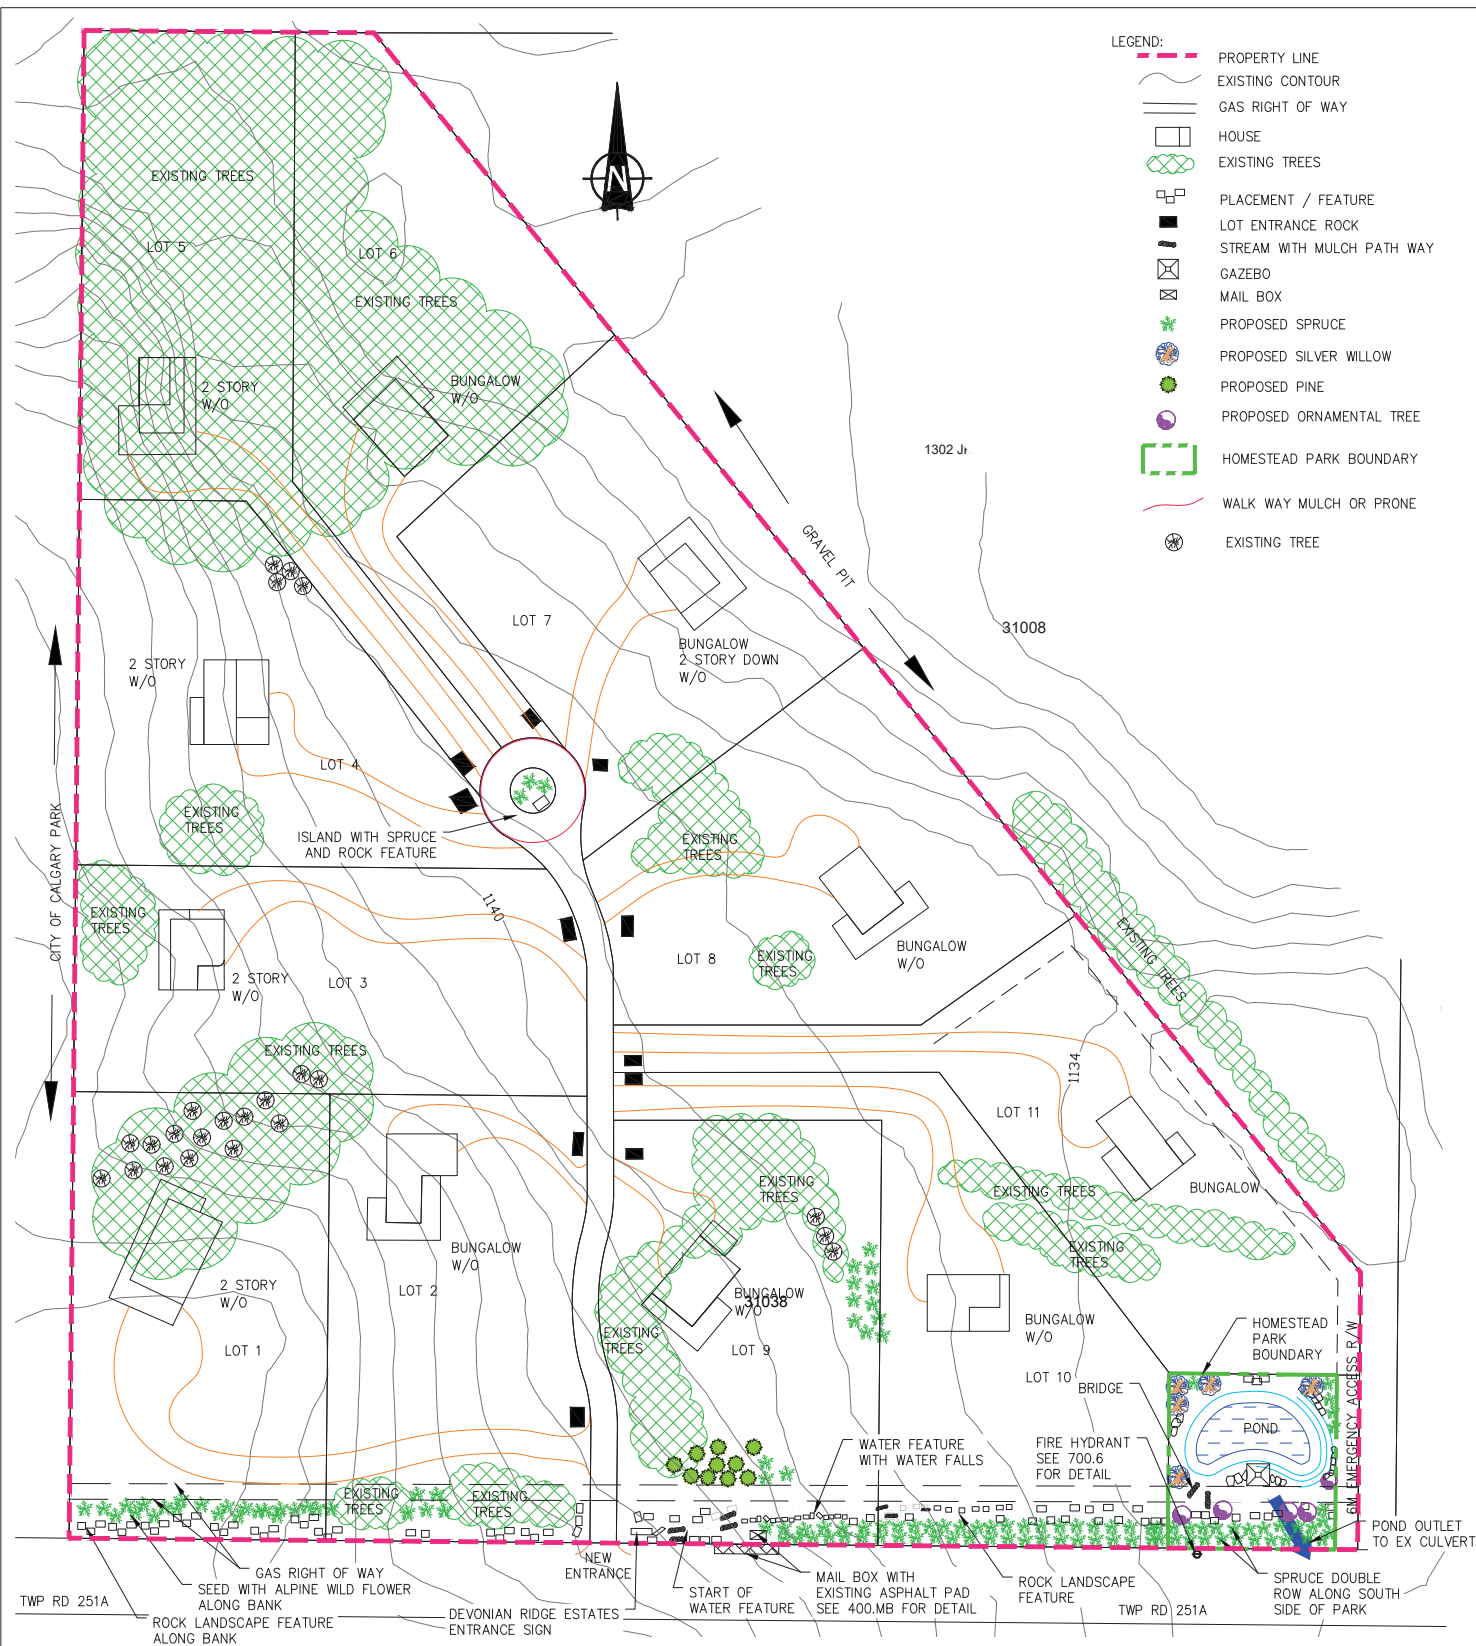 LEGEND:
PROPERTY LINE
EXISTING CONTOUR
GAS RIGHT OF WAY
HOUSE
EXISTING TREES
PLACEMENT / FEATURE
LOT ENTRANCE ROCK
STREAM WITH MULCH PATH WAY
GAZEBO
MAIL BOX
PROPOSED SPRUCE
PROPOSED SILVER WILLOW
PROPOSED PINE
PROPOSED ORNAMENTAL TREE
HOMESTEAD PARK BOUNDARY
WALK WAY MULCH OR PRONE
EXISTING TREE
N
EXISTING TREES
LOT 5
LOT 6
EXISTING TREES
2 STORY
W/O
BUNGALOW
W/O
1302
GRAVEL PIT
31008
LOT 7
BUNGALOW
2 STORY DOWN
W/O
2 STORY
W/O
LOT 4
EXISTING
TREES
ISLAND WITH SPRUCE
AND ROCK FEATURE
EXISTING
TREES
CITY OF CALGARY PARK
EXISTING
TREES
1140
2 STORY
W/O
LOT 3
LOT 8
EXISTING
TREES
BUNGALOW
W/O
EXISTING TREES
EXISTING TREES
1134
LOT 11
BUNGALOW
EXISTING
TREES
EXISTING TREES
EXISTING
TREES
BUNGALOW
W/O
LOT 2
2 STORY
W/O
LOT 1
BUNGALOW
W/O
31038
EXISTING
TREES
LOT 9
BUNGALOW
W/O
LOT 10
HOMESTEAD
PARK
BOUNDARY
BRIDGE
POND
6M EMERGENCY ACCESS R/W
FIRE HYDRANT
SEE 700.6
FOR DETAIL
WATER FEATURE
WITH WATER FALLS
EXISTING
TREES
EXISTING
TREES
POND OUTLET
TO EX CULVERT
NEW
ENTRANCE
GAS RIGHT OF WAY
SEED WITH ALPINE WILD FLOWER
ALONG BANK
ROCK LANDSCAPE FEATURE
ALONG BANK
TWP RD 251A
DEVONIAN RIDGE ESTATES
ENTRANCE SIGN
START OF
WATER FEATURE
MAIL BOX WITH
EXISTING ASPHALT PAD
SEE 400.MB FOR DETAIL
ROCK LANDSCAPE
FEATURE
TWP RD 251A
SPRUCE DOUBLE
ROW ALONG SOUTH
SIDE OF PARK